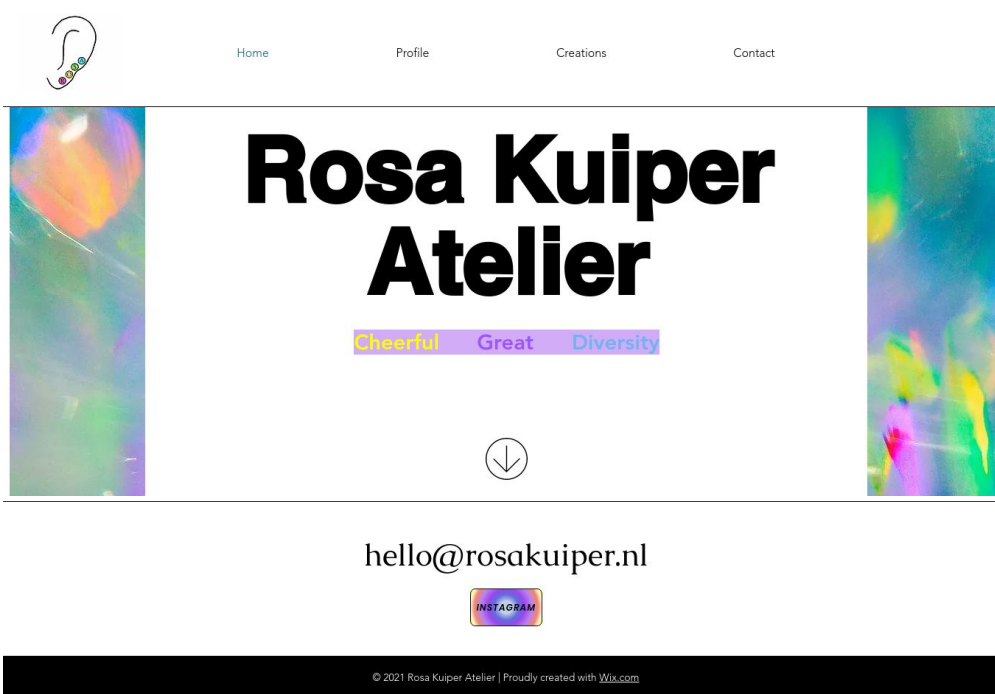 Home Profile Creations Contact
Rosa Kuiper
Atelier
Cheerful Great Diversity
hello@rosakuiper.nl
INSTAGRAM
© 2021 Rosa Kuiper Atelier | Proudly created with Wix.com